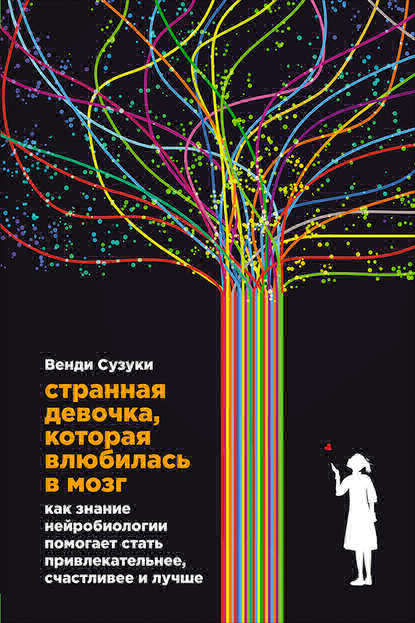 Венди Сузуки
странная
девочка,
которая
влюбилась
в мозг
как знание
нейробиологии
помогает стать
привлекательнее,
счастливее и лучше